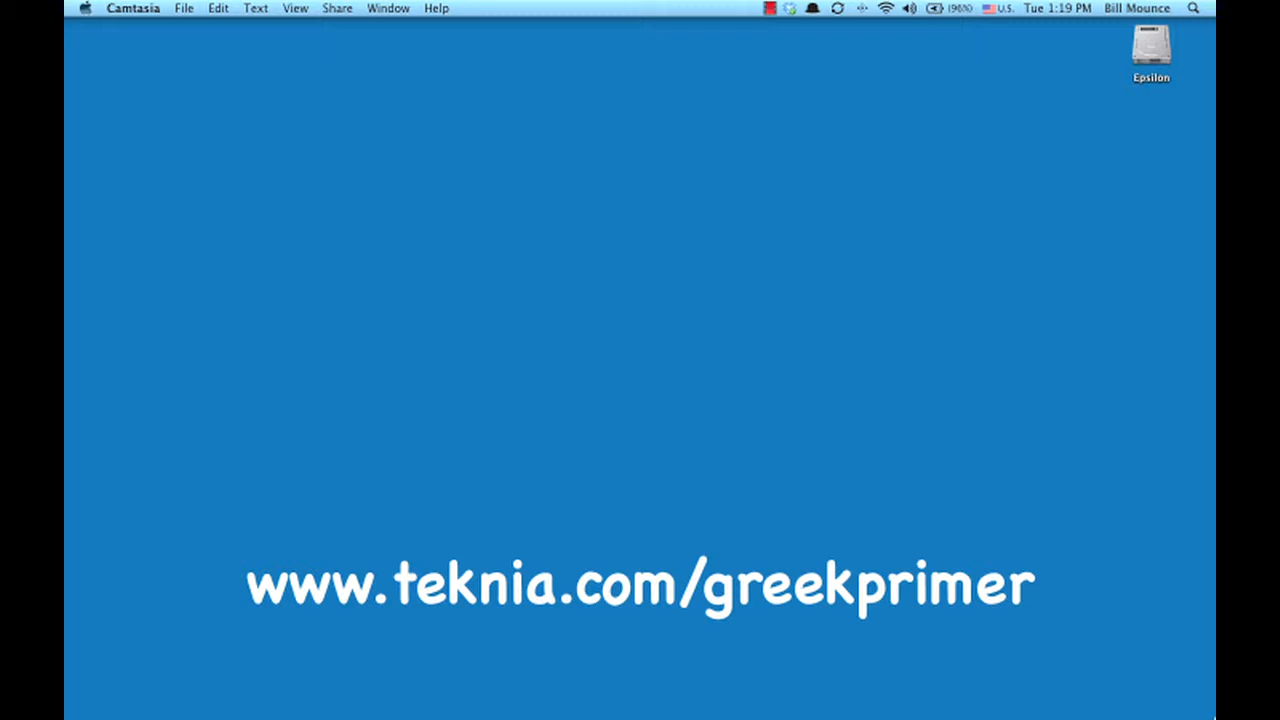 Camtasia File Edit Text View Share Window Help (96%) U.S. Tue 1:19 PM Bill Mounce
Epsilon
www.teknia.com/greekprimer